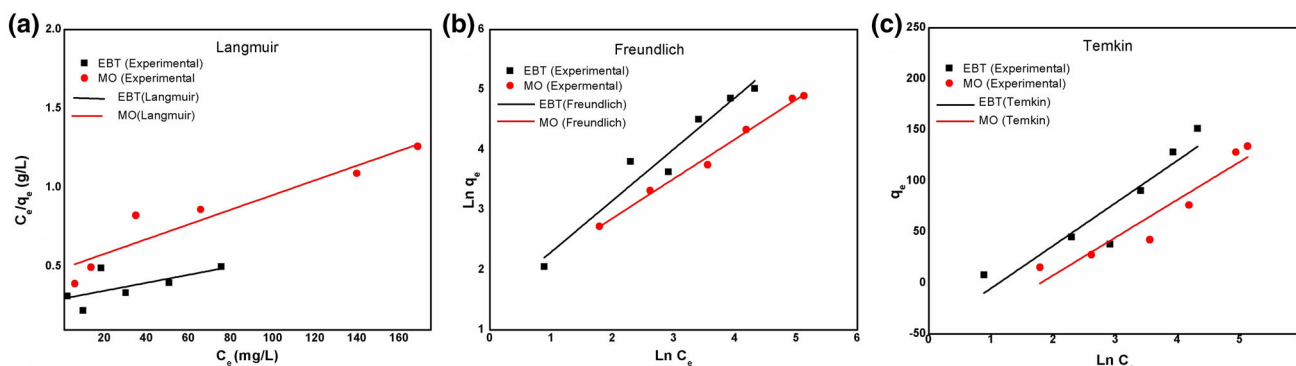 (a)
Langmuir
EBT (Experimental)
MO (Experimental
EBT(Langmuir)
MO(Langmuir)
2.0
1.5
1.0
0.5
20 40 60 80 100 120 140 160
Ce/qe (g/L)
Ce (mg/L)
(b)
Freundlich
EBT (Experimental)
MO (Expermental)
EBT(Freundlich)
MO (Freundlich)
6
5
4
3
2
1
0 1 2 3 4 5 6
Ln qe
Ln Ce
(c)
Temkin
EBT (Experimental)
MO (Experimental)
EBT(Temkin)
MO (Temkin)
250
200
150
100
50
0
-50
0 1 2 3 4 5
qe
Ln C